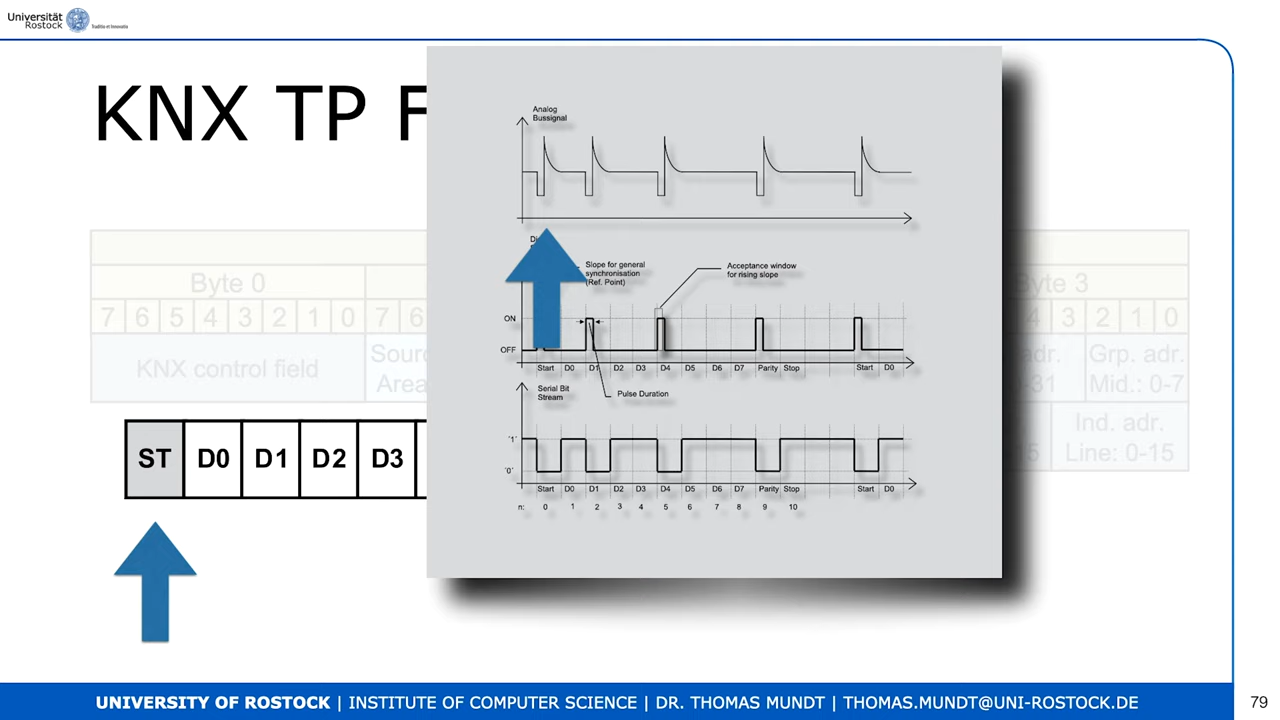 Universität
Rostock
Traditio et Innovatio
KNX TP F
Byte 0
Byte 3
7 6 5 4 3 2 1 0 7 6
4 3 2 1 0
KNX control field
Sour
Area
adr.
0-31
Grp. adr.
Mid.: 0-7
Ind. adr.
Line: 0-15
ST D0 D1 D2 D3
Analog
Bussignal
Slope for general
synchronisation
(Ref. Point)
Acceptance window
for rising slope
ON
OFF
Start D0 D1 D2 D3 D4 D5 D6 D7 Parity Stop Start D0
Serial Bit
Stream
Pulse Duration
'1'
'0'
Start D0 D1 D2 D3 D4 D5 D6 D7 Parity Stop Start D0
n: 0 1 2 3 4 5 6 7 8 9 10
UNIVERSITY OF ROSTOCK | INSTITUTE OF COMPUTER SCIENCE | DR. THOMAS MUNDT | THOMAS.MUNDT@UNI-ROSTOCK.DE
79